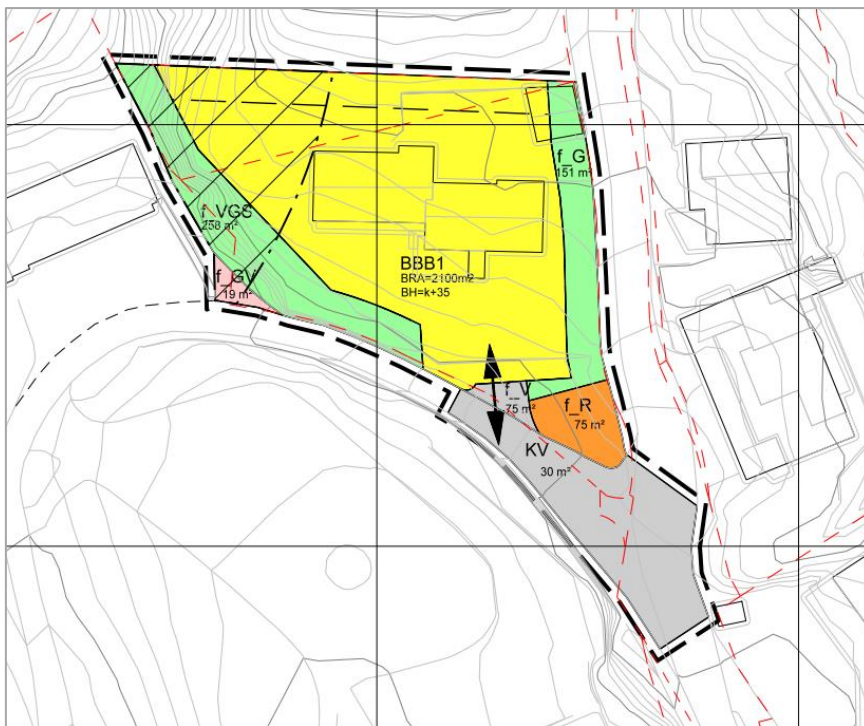 f_G
151 m²
f_VGS
258 m²
BBB1
BRA=2100m²
BH=k+35
f_GV
19 m²
f_V
75 m²
f_R
75 m²
KV
30 m²